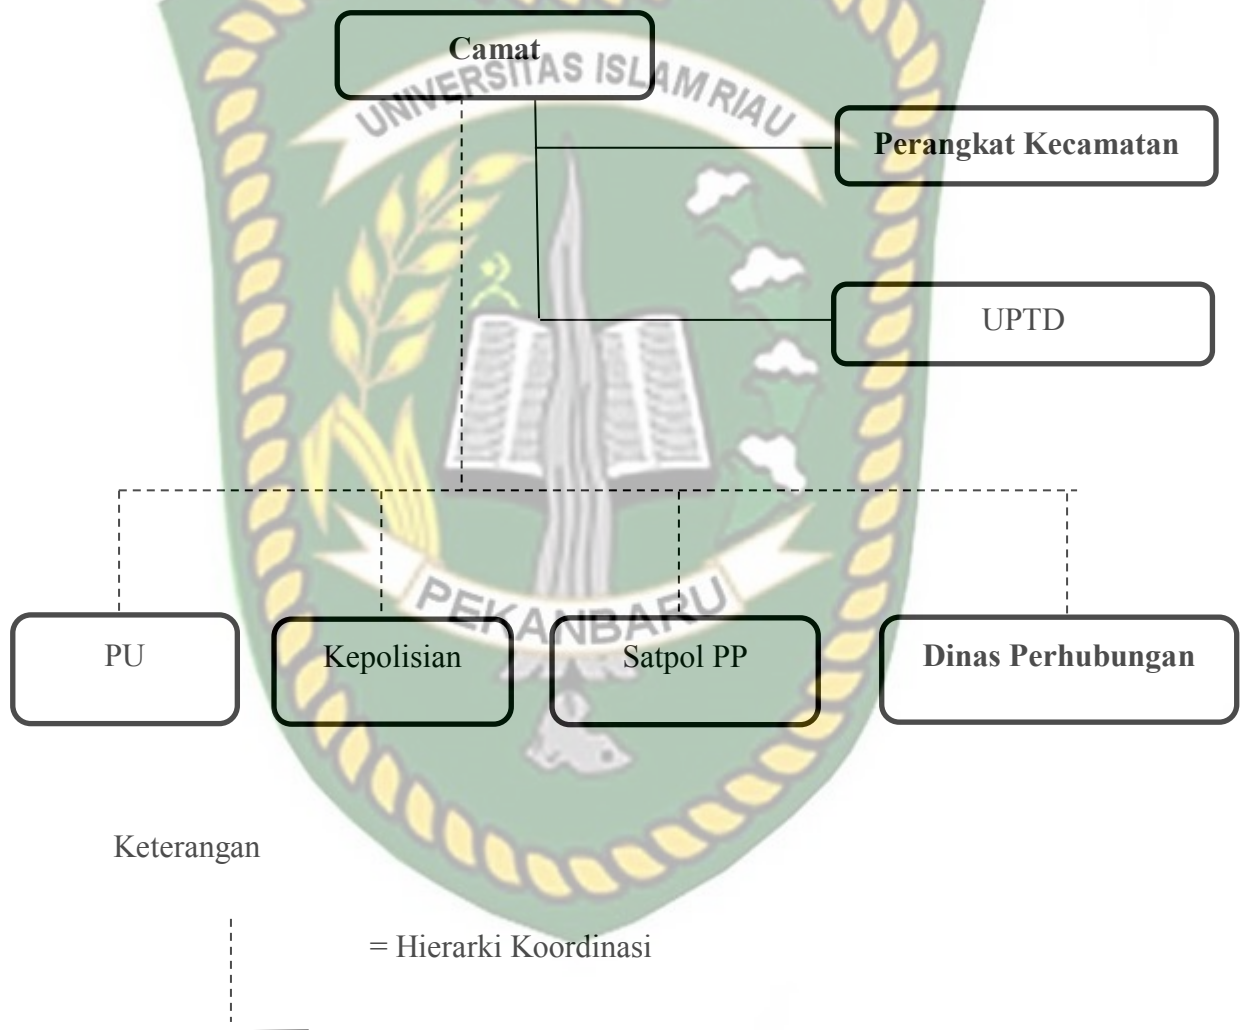 Camat
UNIVERSITAS ISLAM RIAU
Perangkat Kecamatan
UPTD
PEKANBARU
PU
Kepolisian
Satpol PP
Dinas Perhubungan
Keterangan
= Hierarki Koordinasi